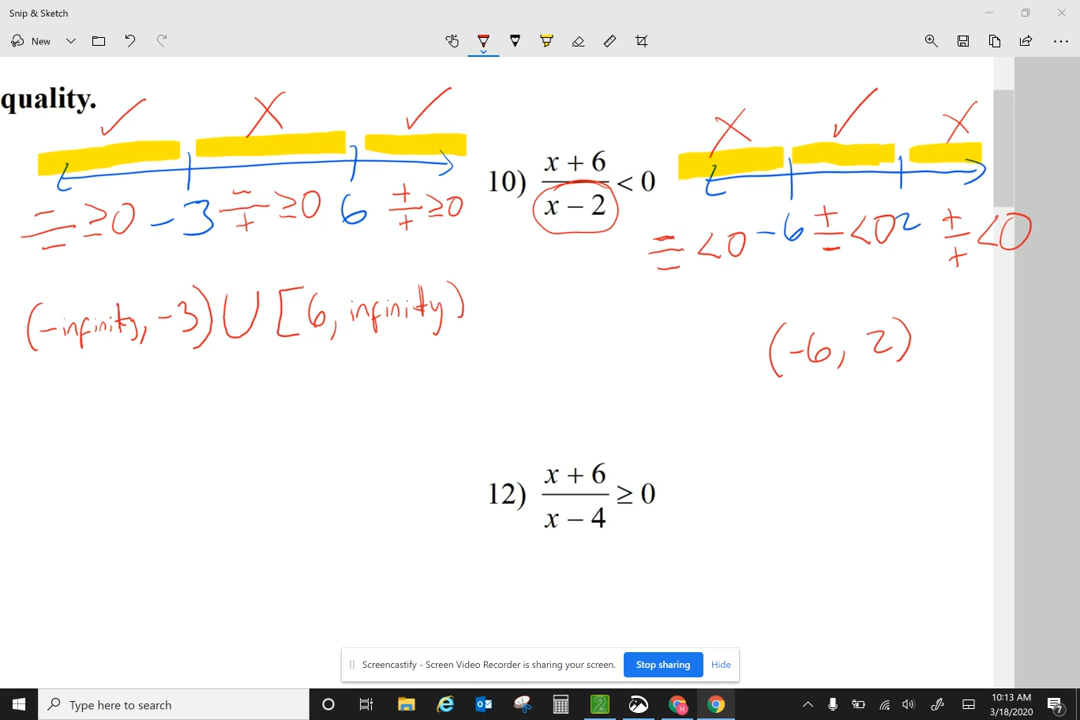 Snip & Sketch
New
quality.
− / − ≥0 −3 − / + ≥0 6 + / + ≥0
(−infinity, −3) ∪ [6, infinity)
10) x + 6 / x − 2 < 0
− / − <0 −6 + / − <0 2 + / + <0
(−6, 2)
12) x + 6 / x − 4 ≥ 0
Screencastify - Screen Video Recorder is sharing your screen.
Stop sharing
Hide
Type here to search
10:13 AM
3/18/2020
7